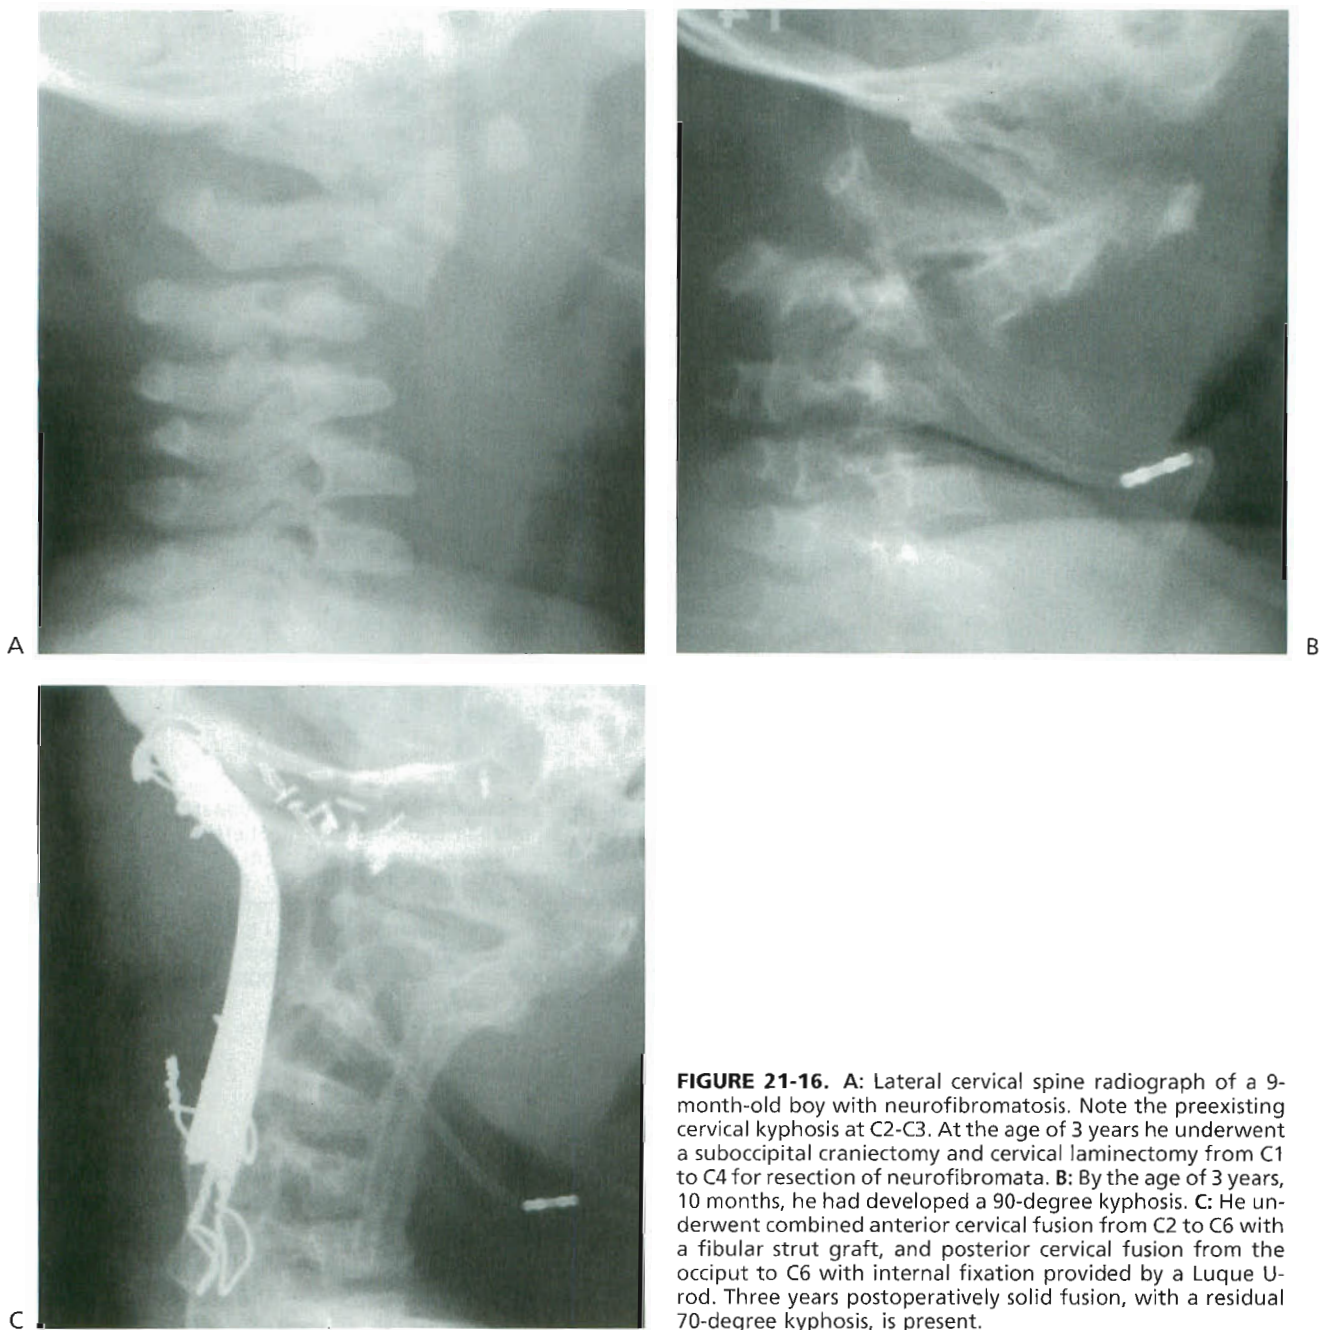 A
B
C
FIGURE 21-16. A: Lateral cervical spine radiograph of a 9-
month-old boy with neurofibromatosis. Note the preexisting
cervical kyphosis at C2-C3. At the age of 3 years he underwent
a suboccipital craniectomy and cervical laminectomy from C1
to C4 for resection of neurofibromata. B: By the age of 3 years,
10 months, he had developed a 90-degree kyphosis. C: He un-
derwent combined anterior cervical fusion from C2 to C6 with
a fibular strut graft, and posterior cervical fusion from the
occiput to C6 with internal fixation provided by a Luque U-
rod. Three years postoperatively solid fusion, with a residual
70-degree kyphosis, is present.